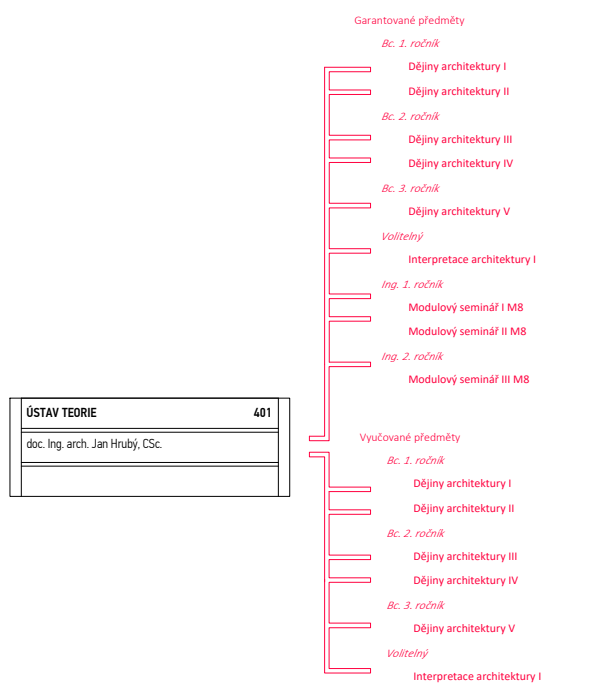 Garantované předměty
Bc. 1. ročník
Dějiny architektury I
Dějiny architektury II
Bc. 2. ročník
Dějiny architektury III
Dějiny architektury IV
Bc. 3. ročník
Dějiny architektury V
Volitelný
Interpretace architektury I
Ing. 1. ročník
Modulový seminář I M8
Modulový seminář II M8
Ing. 2. ročník
Modulový seminář III M8
ÚSTAV TEORIE 401
doc. Ing. arch. Jan Hrubý, CSc.
Vyučované předměty
Bc. 1. ročník
Dějiny architektury I
Dějiny architektury II
Bc. 2. ročník
Dějiny architektury III
Dějiny architektury IV
Bc. 3. ročník
Dějiny architektury V
Volitelný
Interpretace architektury I